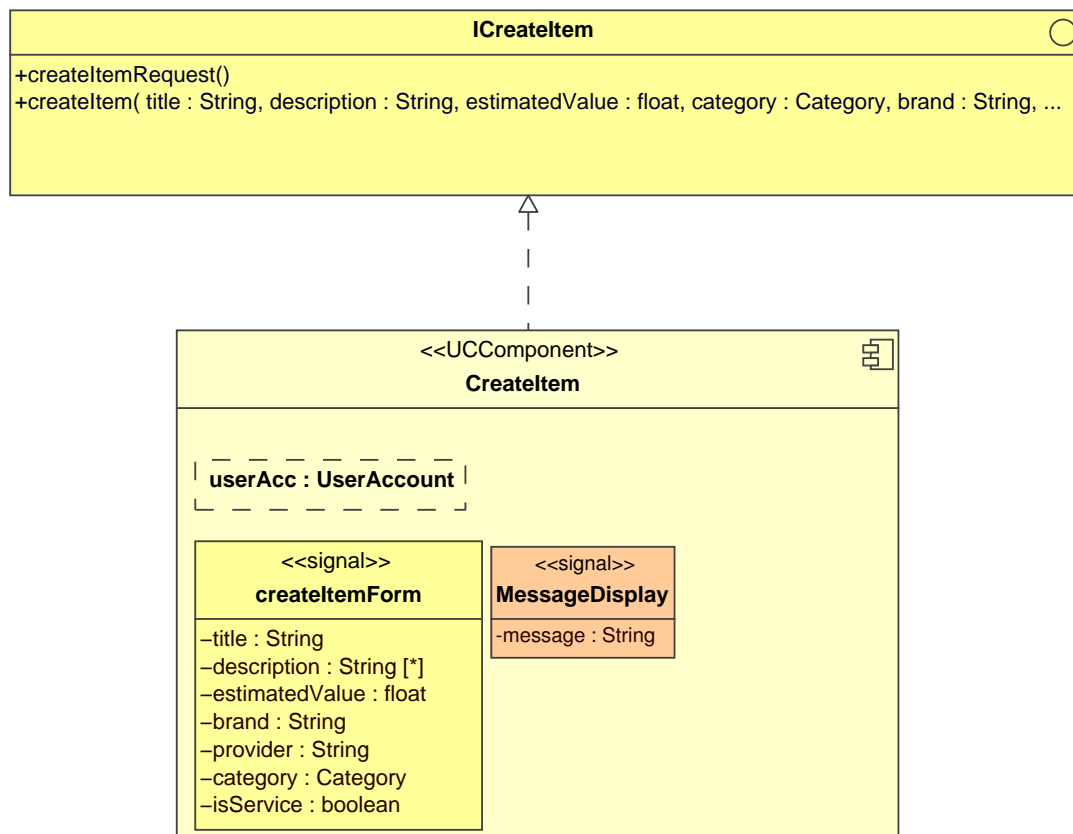 ICreateItem
+createItemRequest()
+createItem( title : String, description : String, estimatedValue : float, category : Category, brand : String, ...
<<UCComponent>>
CreateItem
userAcc : UserAccount
<<signal>>
createItemForm
−title : String
−description : String [*]
−estimatedValue : float
−brand : String
−provider : String
−category : Category
−isService : boolean
<<signal>>
MessageDisplay
-message : String